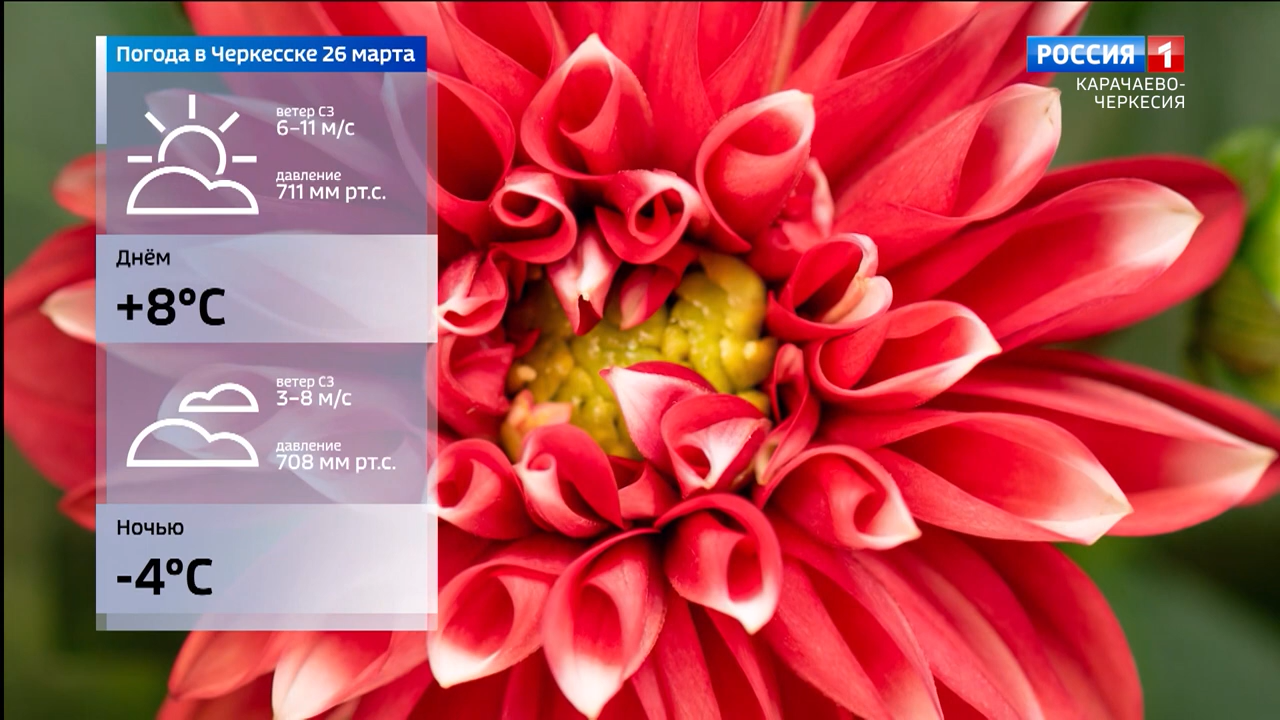 Погода в Черкесске 26 марта
РОССИЯ 1
КАРАЧАЕВО-
ЧЕРКЕСИЯ
ветер СЗ
6–11 м/с
давление
711 мм рт.с.
Днём
+8°C
ветер СЗ
3–8 м/с
давление
708 мм рт.с.
Ночью
-4°C